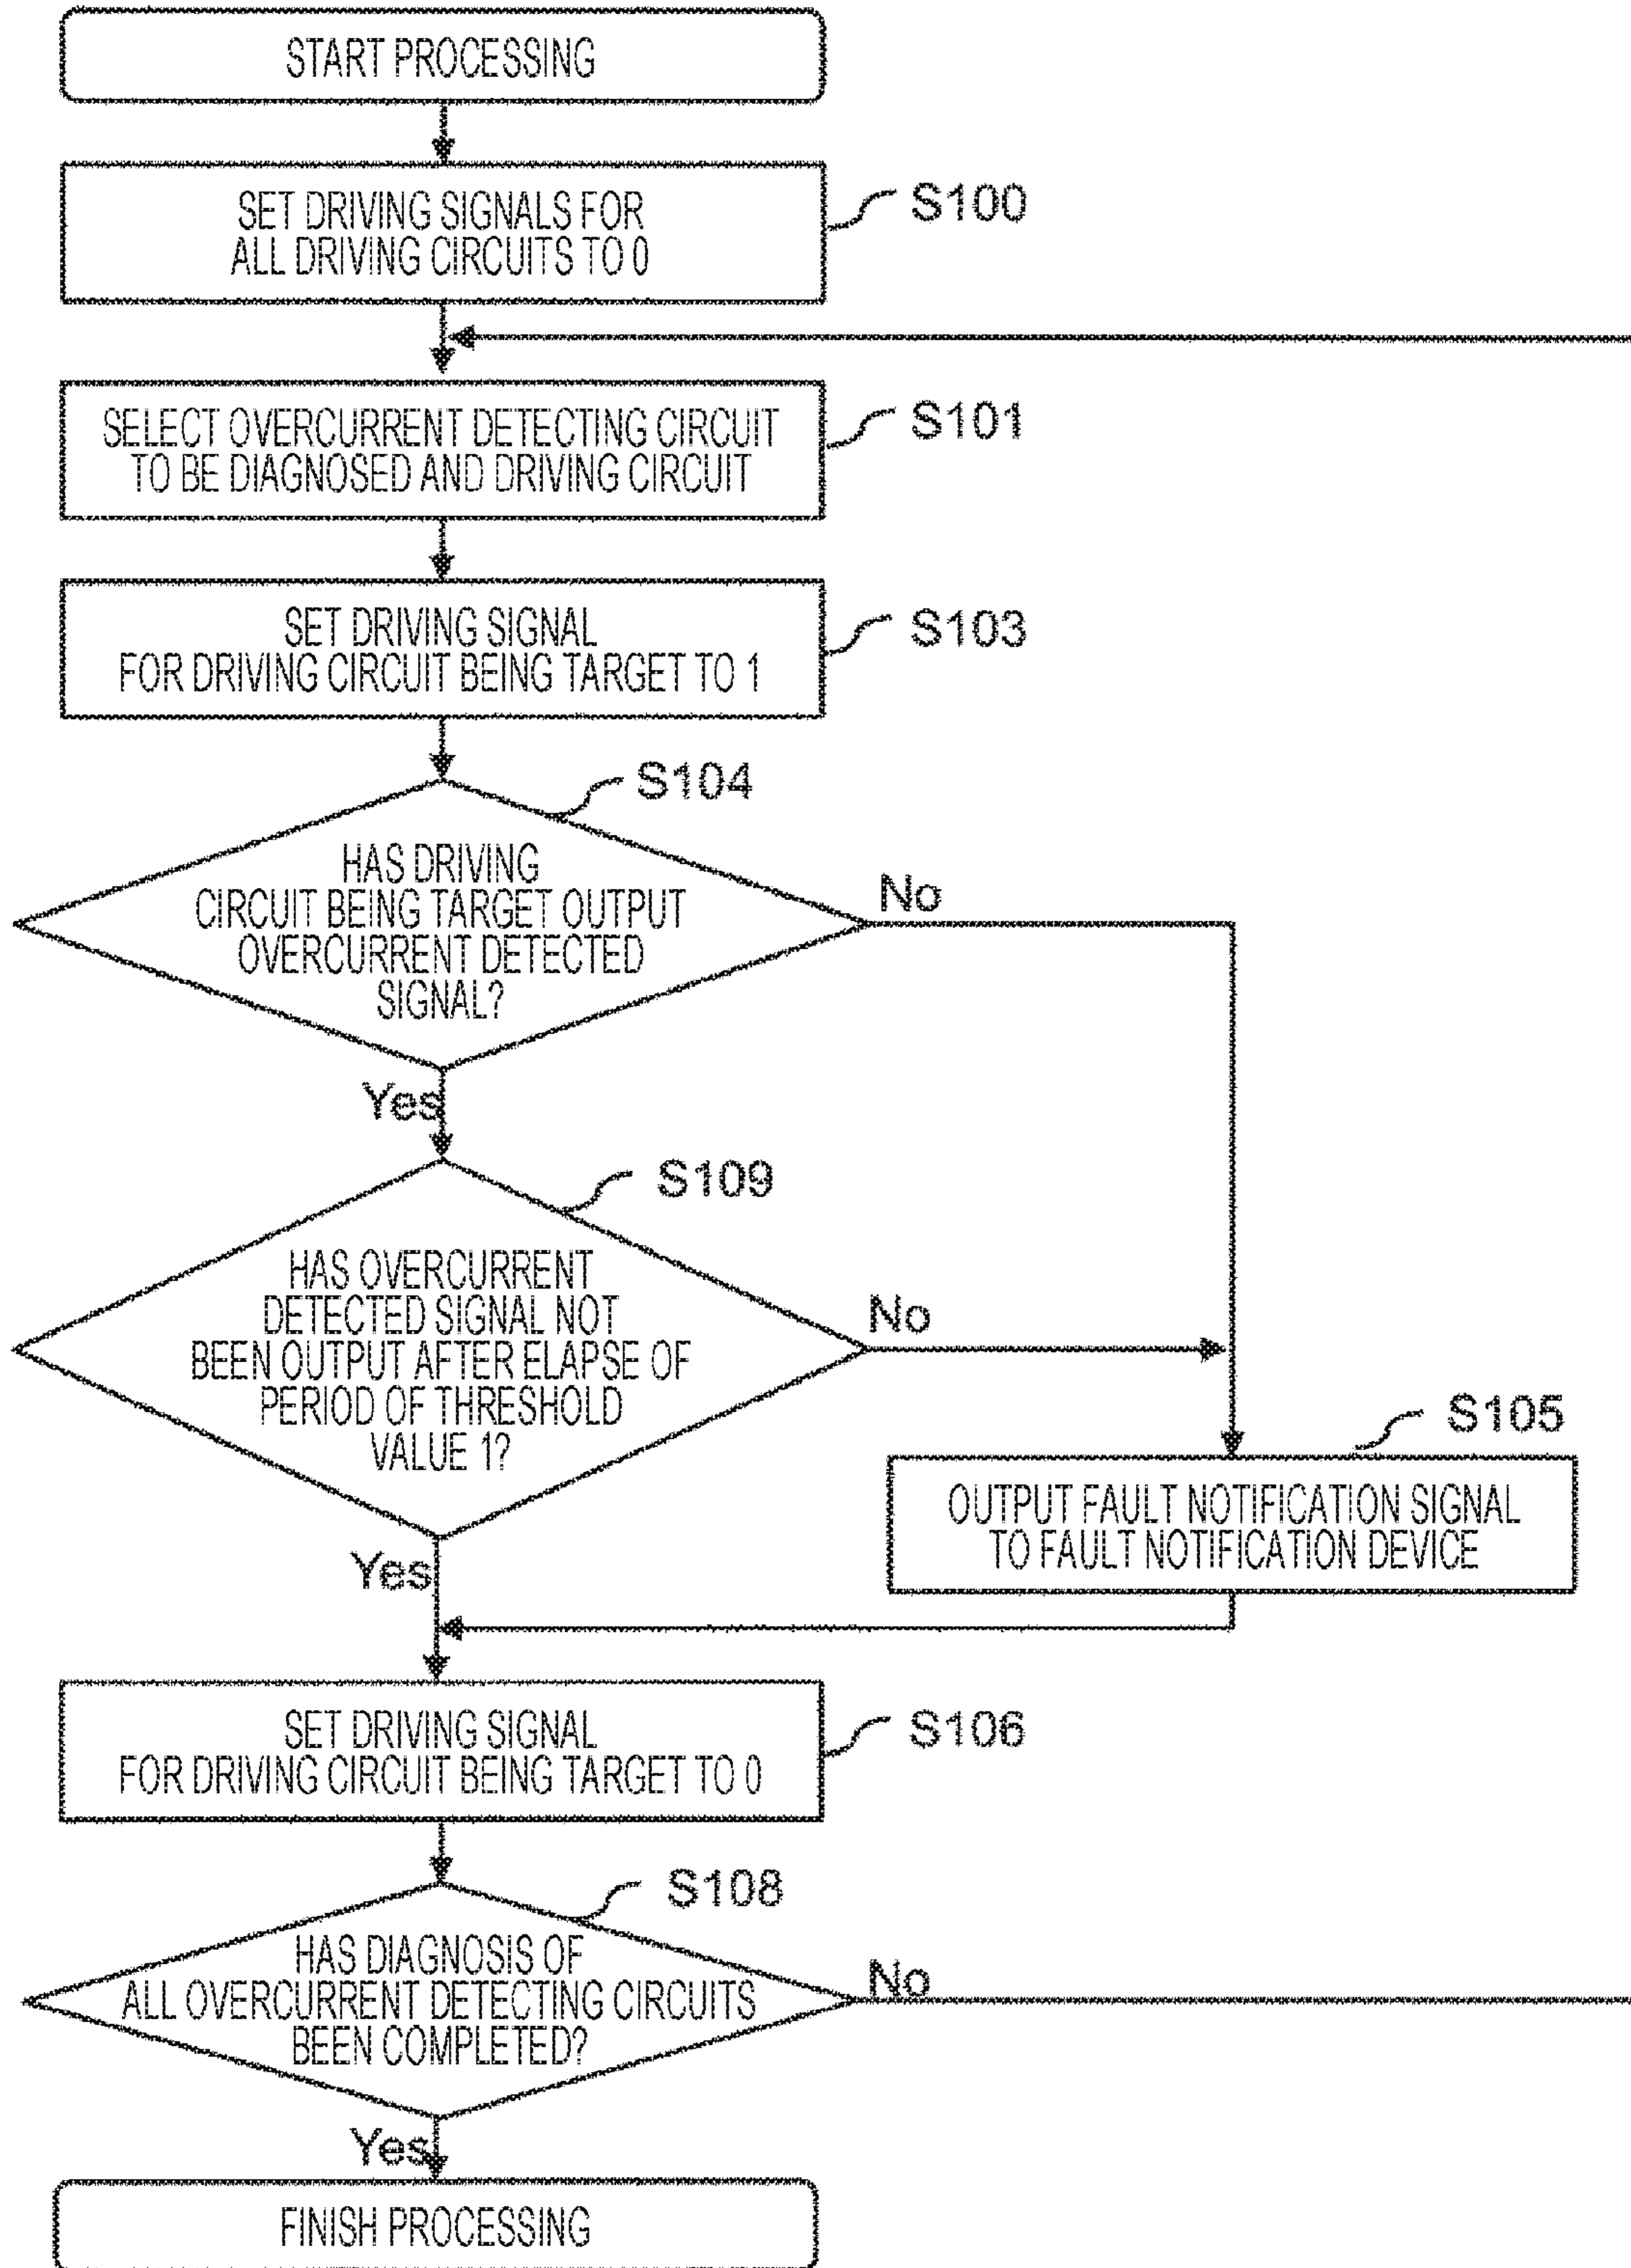 START PROCESSING
SET DRIVING SIGNALS FOR
ALL DRIVING CIRCUITS TO 0
S100
SELECT OVERCURRENT DETECTING CIRCUIT
TO BE DIAGNOSED AND DRIVING CIRCUIT
S101
SET DRIVING SIGNAL
FOR DRIVING CIRCUIT BEING TARGET TO 1
S103
S104
HAS DRIVING
CIRCUIT BEING TARGET OUTPUT
OVERCURRENT DETECTED
SIGNAL?
No
Yes
S109
HAS OVERCURRENT
DETECTED SIGNAL NOT
BEEN OUTPUT AFTER ELAPSE OF
PERIOD OF THRESHOLD
VALUE 1?
No
Yes
S105
OUTPUT FAULT NOTIFICATION SIGNAL
TO FAULT NOTIFICATION DEVICE
SET DRIVING SIGNAL
FOR DRIVING CIRCUIT BEING TARGET TO 0
S106
S108
HAS DIAGNOSIS OF
ALL OVERCURRENT DETECTING CIRCUITS
BEEN COMPLETED?
No
Yes
FINISH PROCESSING